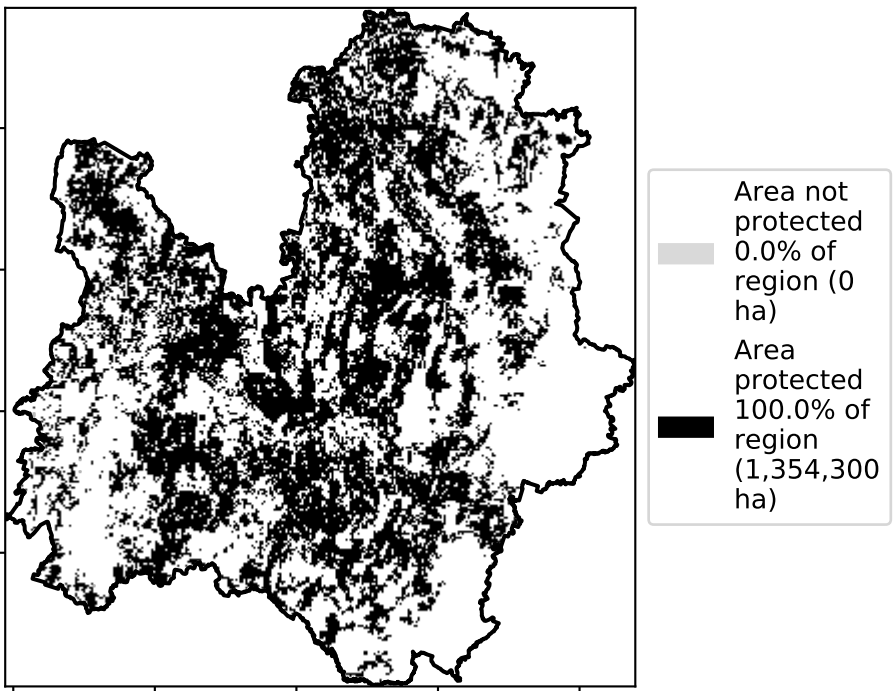 Area not
protected
0.0% of
region (0
ha)
Area
protected
100.0% of
region
(1,354,300
ha)